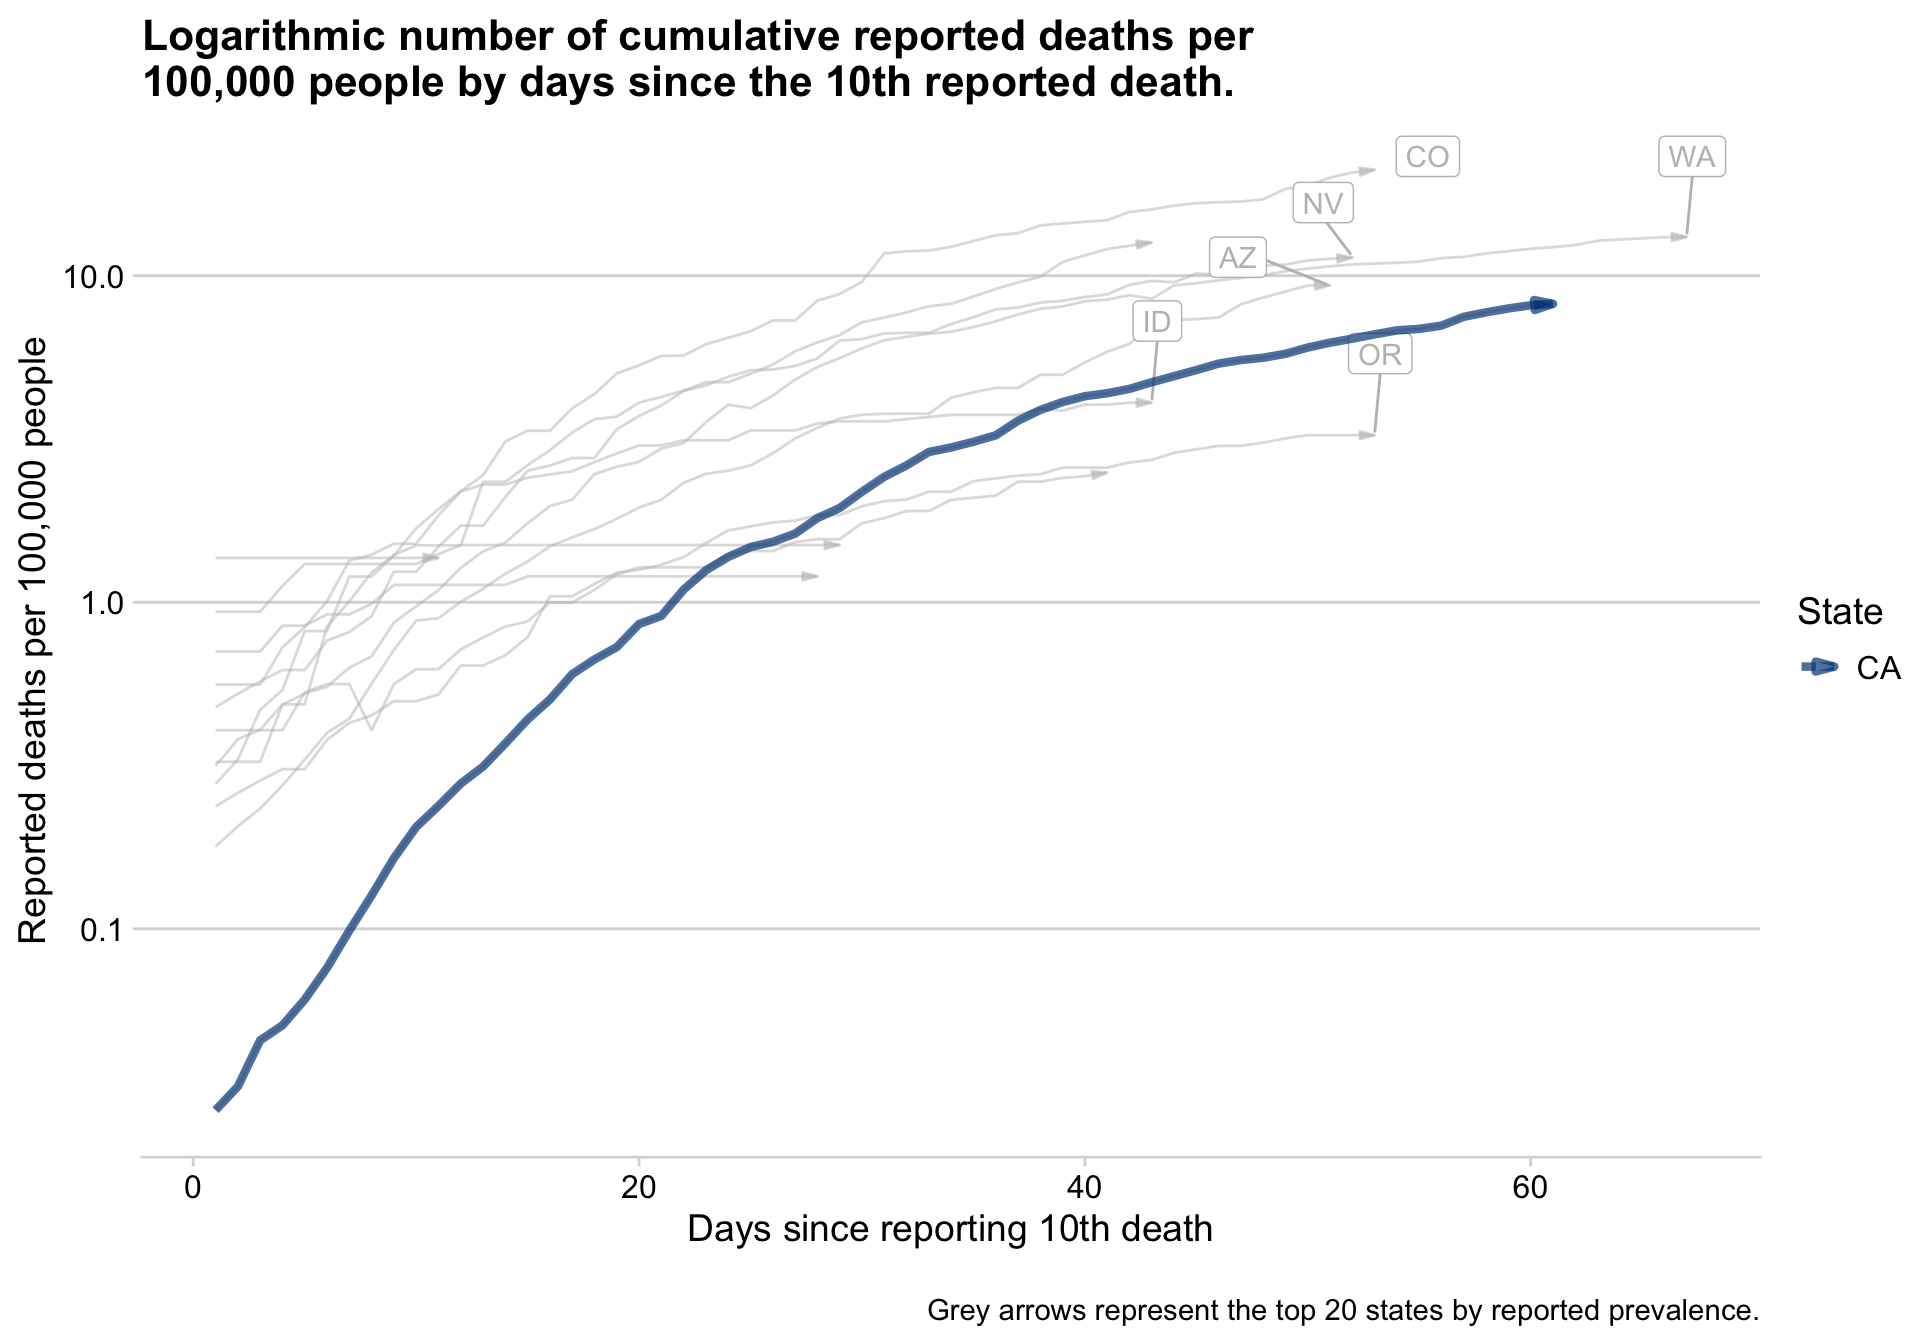 Logarithmic number of cumulative reported deaths per
100,000 people by days since the 10th reported death.
CO
WA
NV
AZ
ID
OR
10.0
1.0
0.1
Reported deaths per 100,000 people
0
20
40
60
Days since reporting 10th death
State
CA
Grey arrows represent the top 20 states by reported prevalence.